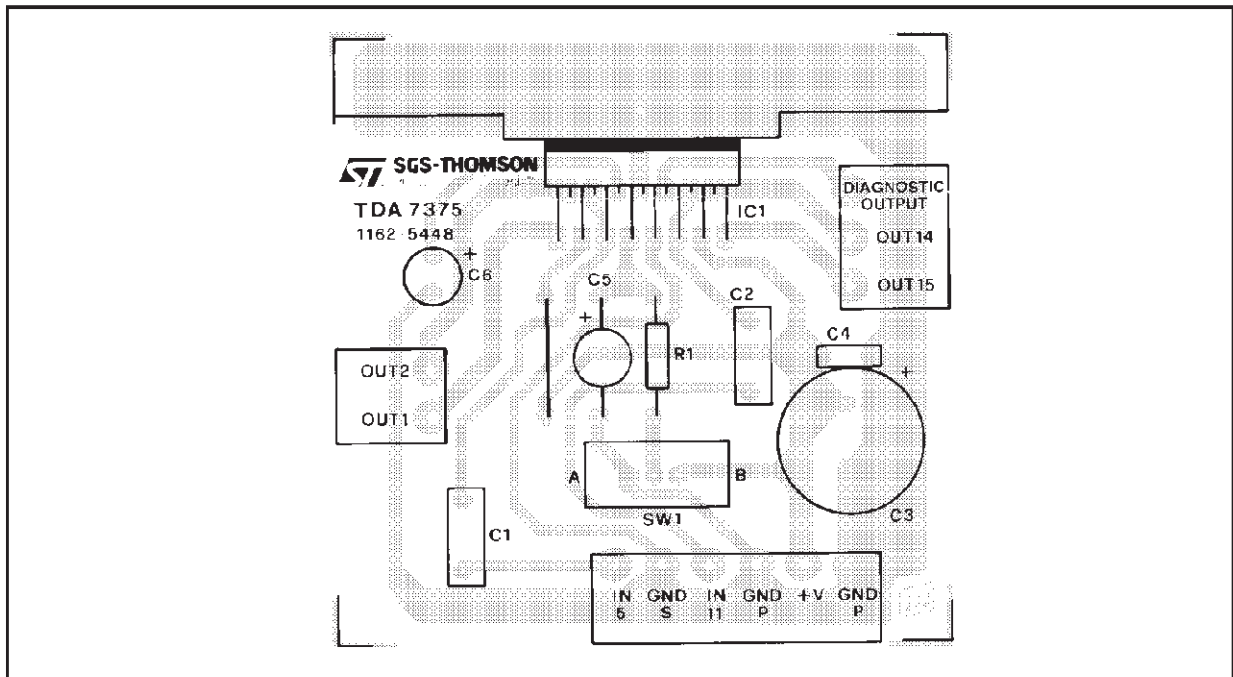 SGS-THOMSON
TDA 7375
1162-5448
IC1
DIAGNOSTIC
OUTPUT
OUT14
OUT15
+
C6
C5
+
C2
C4
+
R1
OUT2
OUT1
A
B
SW1
C3
C1
IN GND IN GND +V GND
5 S 11 P P